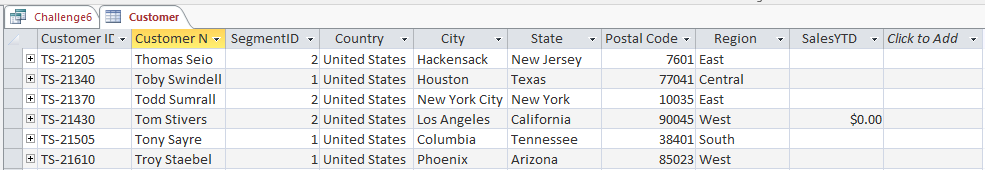 Challenge6 Customer
Customer ID Customer N SegmentID Country City State Postal Code Region SalesYTD Click to Add
TS-21205 Thomas Seio 2 United States Hackensack New Jersey 7601 East
TS-21340 Toby Swindell 1 United States Houston Texas 77041 Central
TS-21370 Todd Sumrall 2 United States New York City New York 10035 East
TS-21430 Tom Stivers 2 United States Los Angeles California 90045 West $0.00
TS-21505 Tony Sayre 1 United States Columbia Tennessee 38401 South
TS-21610 Troy Staebel 1 United States Phoenix Arizona 85023 West